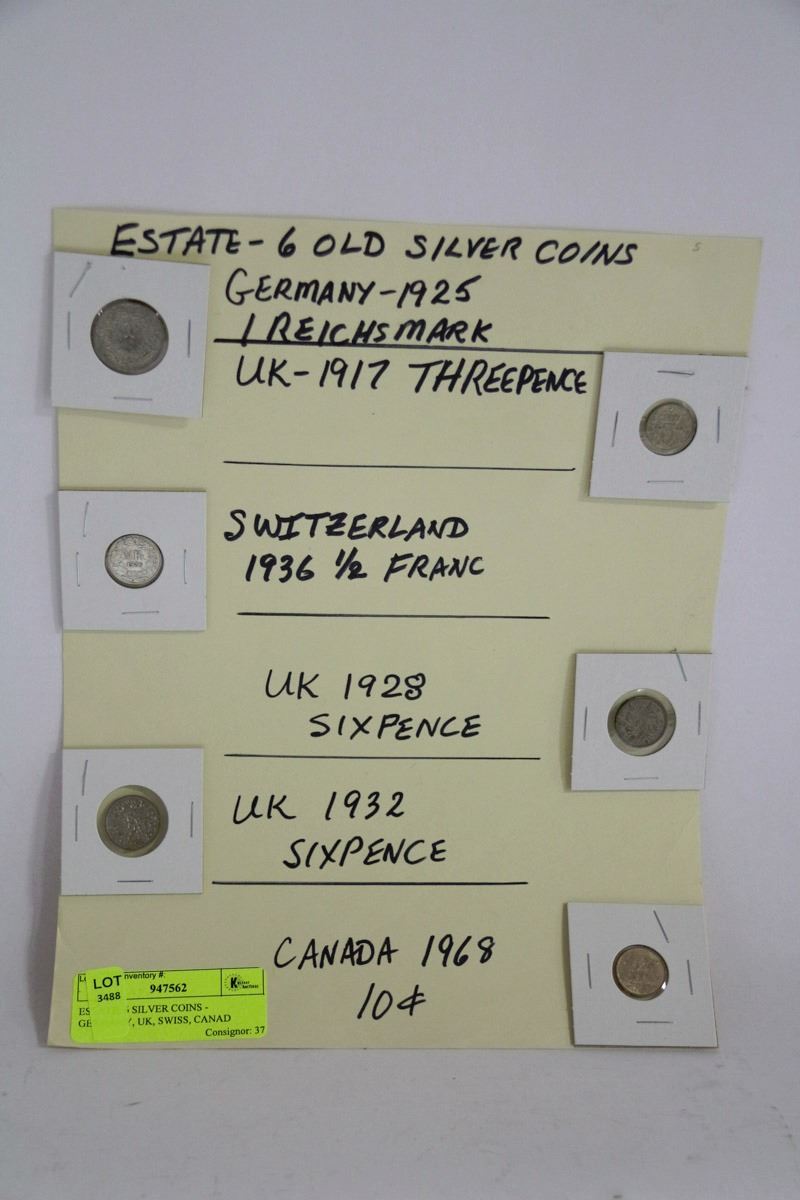 ESTATE - 6 OLD SILVER COINS
GERMANY - 1925
1 REICHSMARK
UK - 1917 THREEPENCE
SWITZERLAND
1936 1/2 FRANC
UK 1928
SIXPENCE
UK 1932
SIXPENCE
CANADA 1968
10¢
LOT
3488
nventory #:
947562
SILVER COINS -
, UK, SWISS, CANAD
Consignor: 37